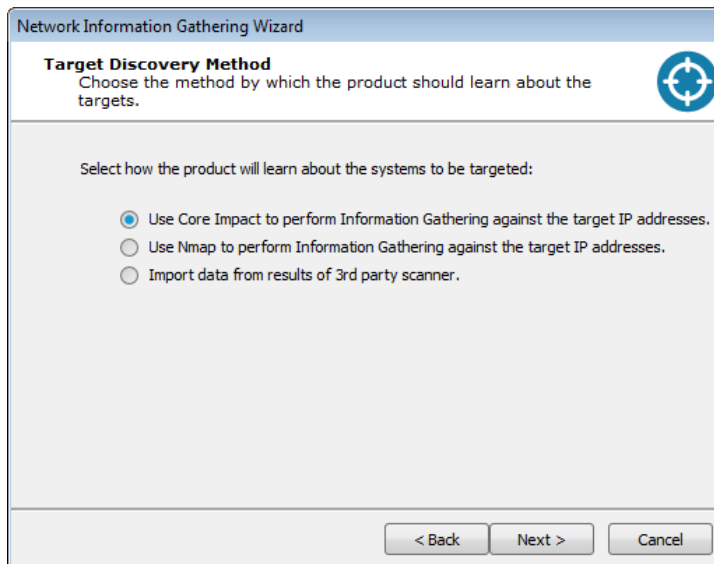 Network Information Gathering Wizard
Target Discovery Method
Choose the method by which the product should learn about the
targets.
Select how the product will learn about the systems to be targeted:
Use Core Impact to perform Information Gathering against the target IP addresses.
Use Nmap to perform Information Gathering against the target IP addresses.
Import data from results of 3rd party scanner.
< Back Next > Cancel